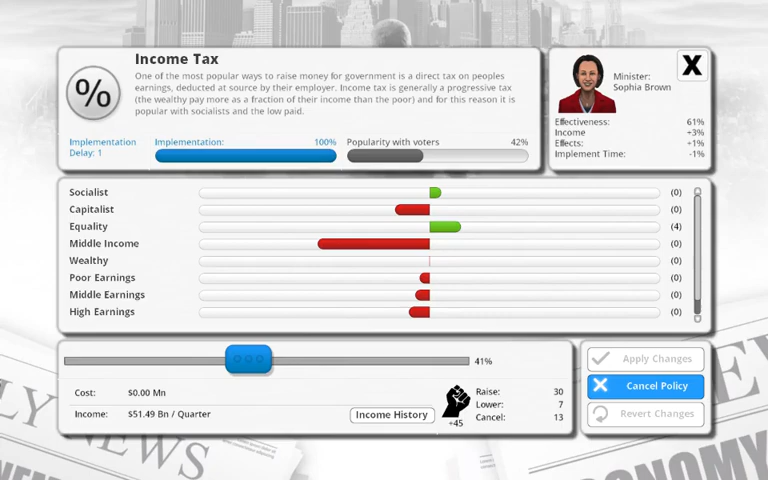 Income Tax
One of the most popular ways to raise money for government is a direct tax on peoples
earnings, deducted at source by their employer. Income tax is generally a progressive tax
(the wealthy pay more as a fraction of their income than the poor) and for this reason it is
popular with socialists and the low paid.
%
Implementation
Delay: 1
Implementation: 100%
Popularity with voters 42%
X
Minister:
Sophia Brown
Effectiveness: 61%
Income +3%
Effects: +1%
Implement Time: -1%
Socialist (0)
Capitalist (0)
Equality (4)
Middle Income (0)
Wealthy (0)
Poor Earnings (0)
Middle Earnings (0)
High Earnings (0)
41%
Cost: $0.00 Mn
Income: $51.49 Bn / Quarter
Income History
+45
Raise: 30
Lower: 7
Cancel: 13
Apply Changes
Cancel Policy
Revert Changes
LY NEWS
ONOMY